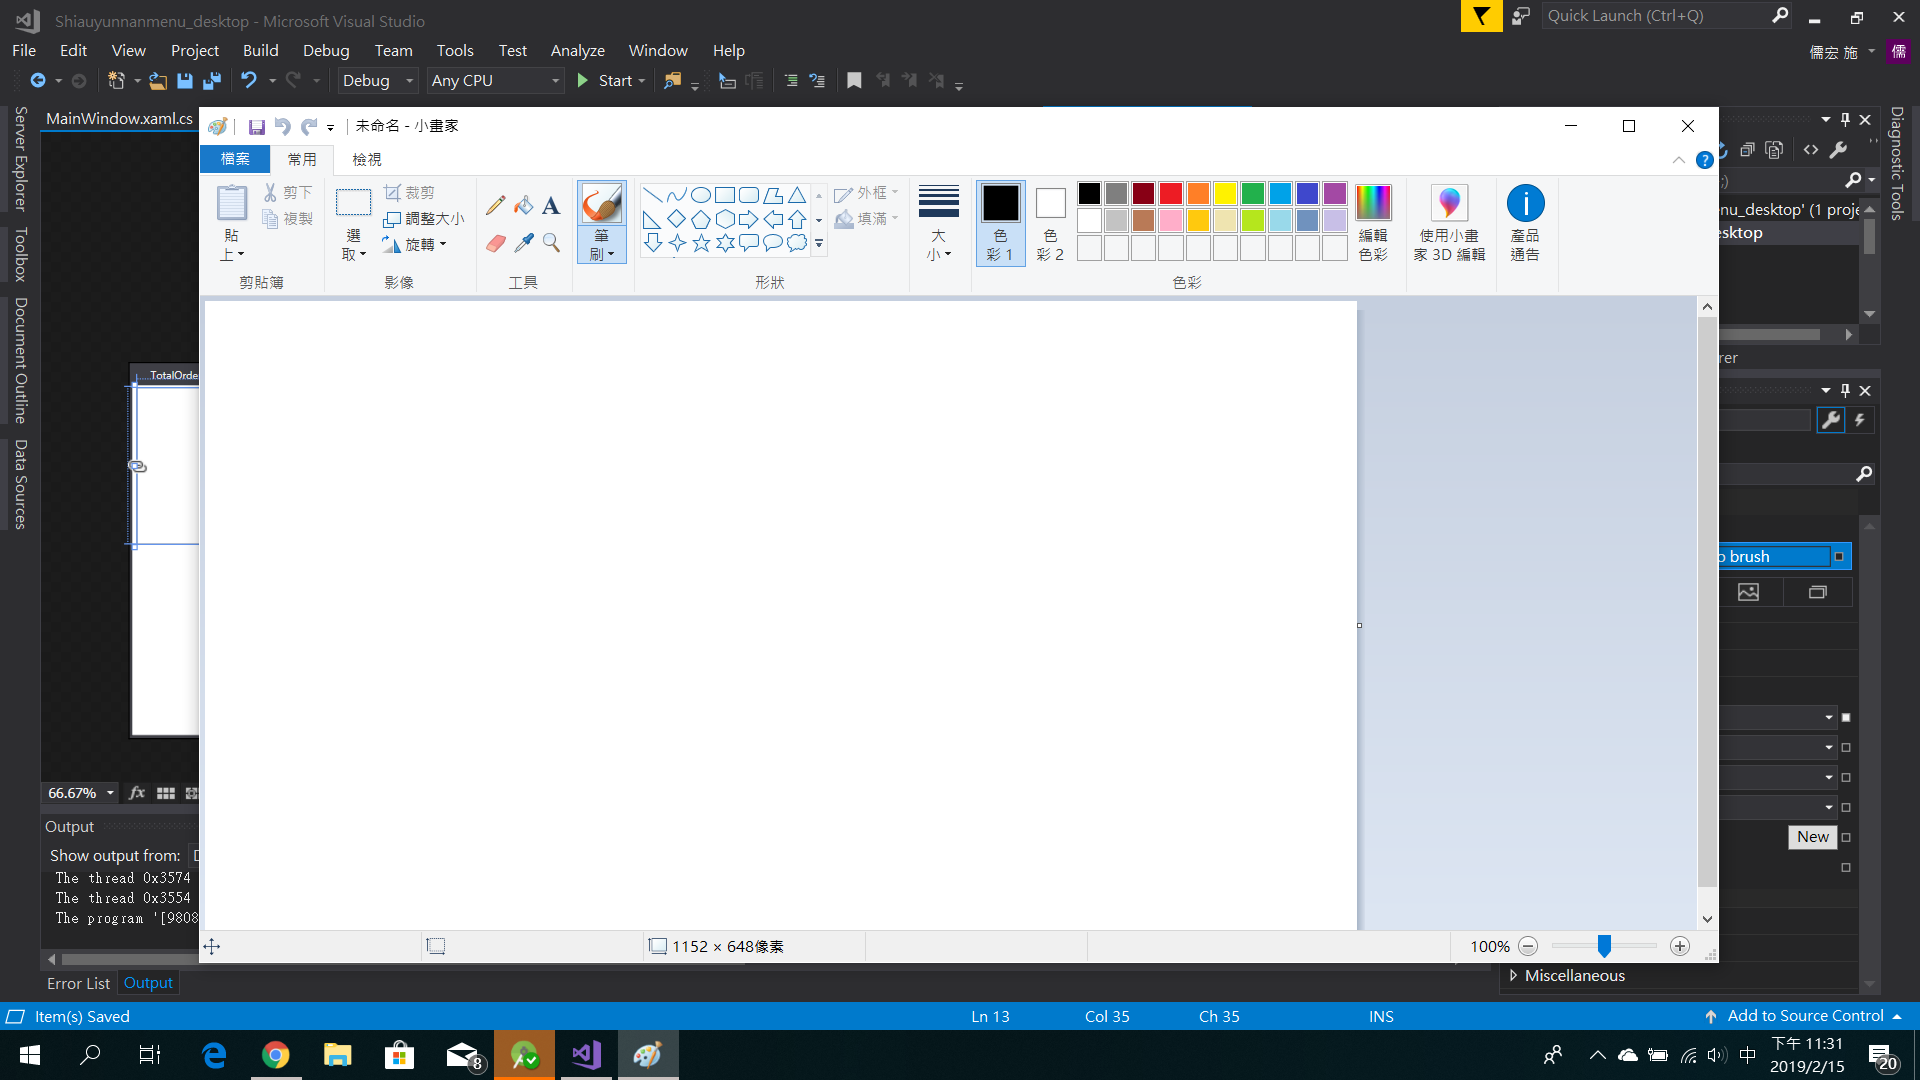 Shiauyunnanmenu_desktop - Microsoft Visual Studio
Quick Launch (Ctrl+Q)
File Edit View Project Build Debug Team Tools Test Analyze Window Help
儒宏 施
儒
Debug Any CPU Start
MainWindow.xaml.cs
未命名 - 小畫家
檔案 常用 檢視
貼上
剪下
複製
剪貼簿
選取
裁剪
調整大小
旋轉
影像
工具
筆刷
外框
填滿
形狀
大小
色彩 1
色彩 2
編輯色彩
色彩
使用小畫家 3D 編輯
產品通告
Server Explorer
Toolbox
Document Outline
Data Sources
Diagnostic Tools
enu_desktop' (1 proje
esktop
rer
TotalOrde
o brush
New
Miscellaneous
66.67%
Output
Show output from:
The thread 0x3574
The thread 0x3554
The program '[9808
1152 × 648像素
100%
Error List Output
Item(s) Saved
Ln 13 Col 35 Ch 35 INS
Add to Source Control
8
中
下午 11:31
2019/2/15
20